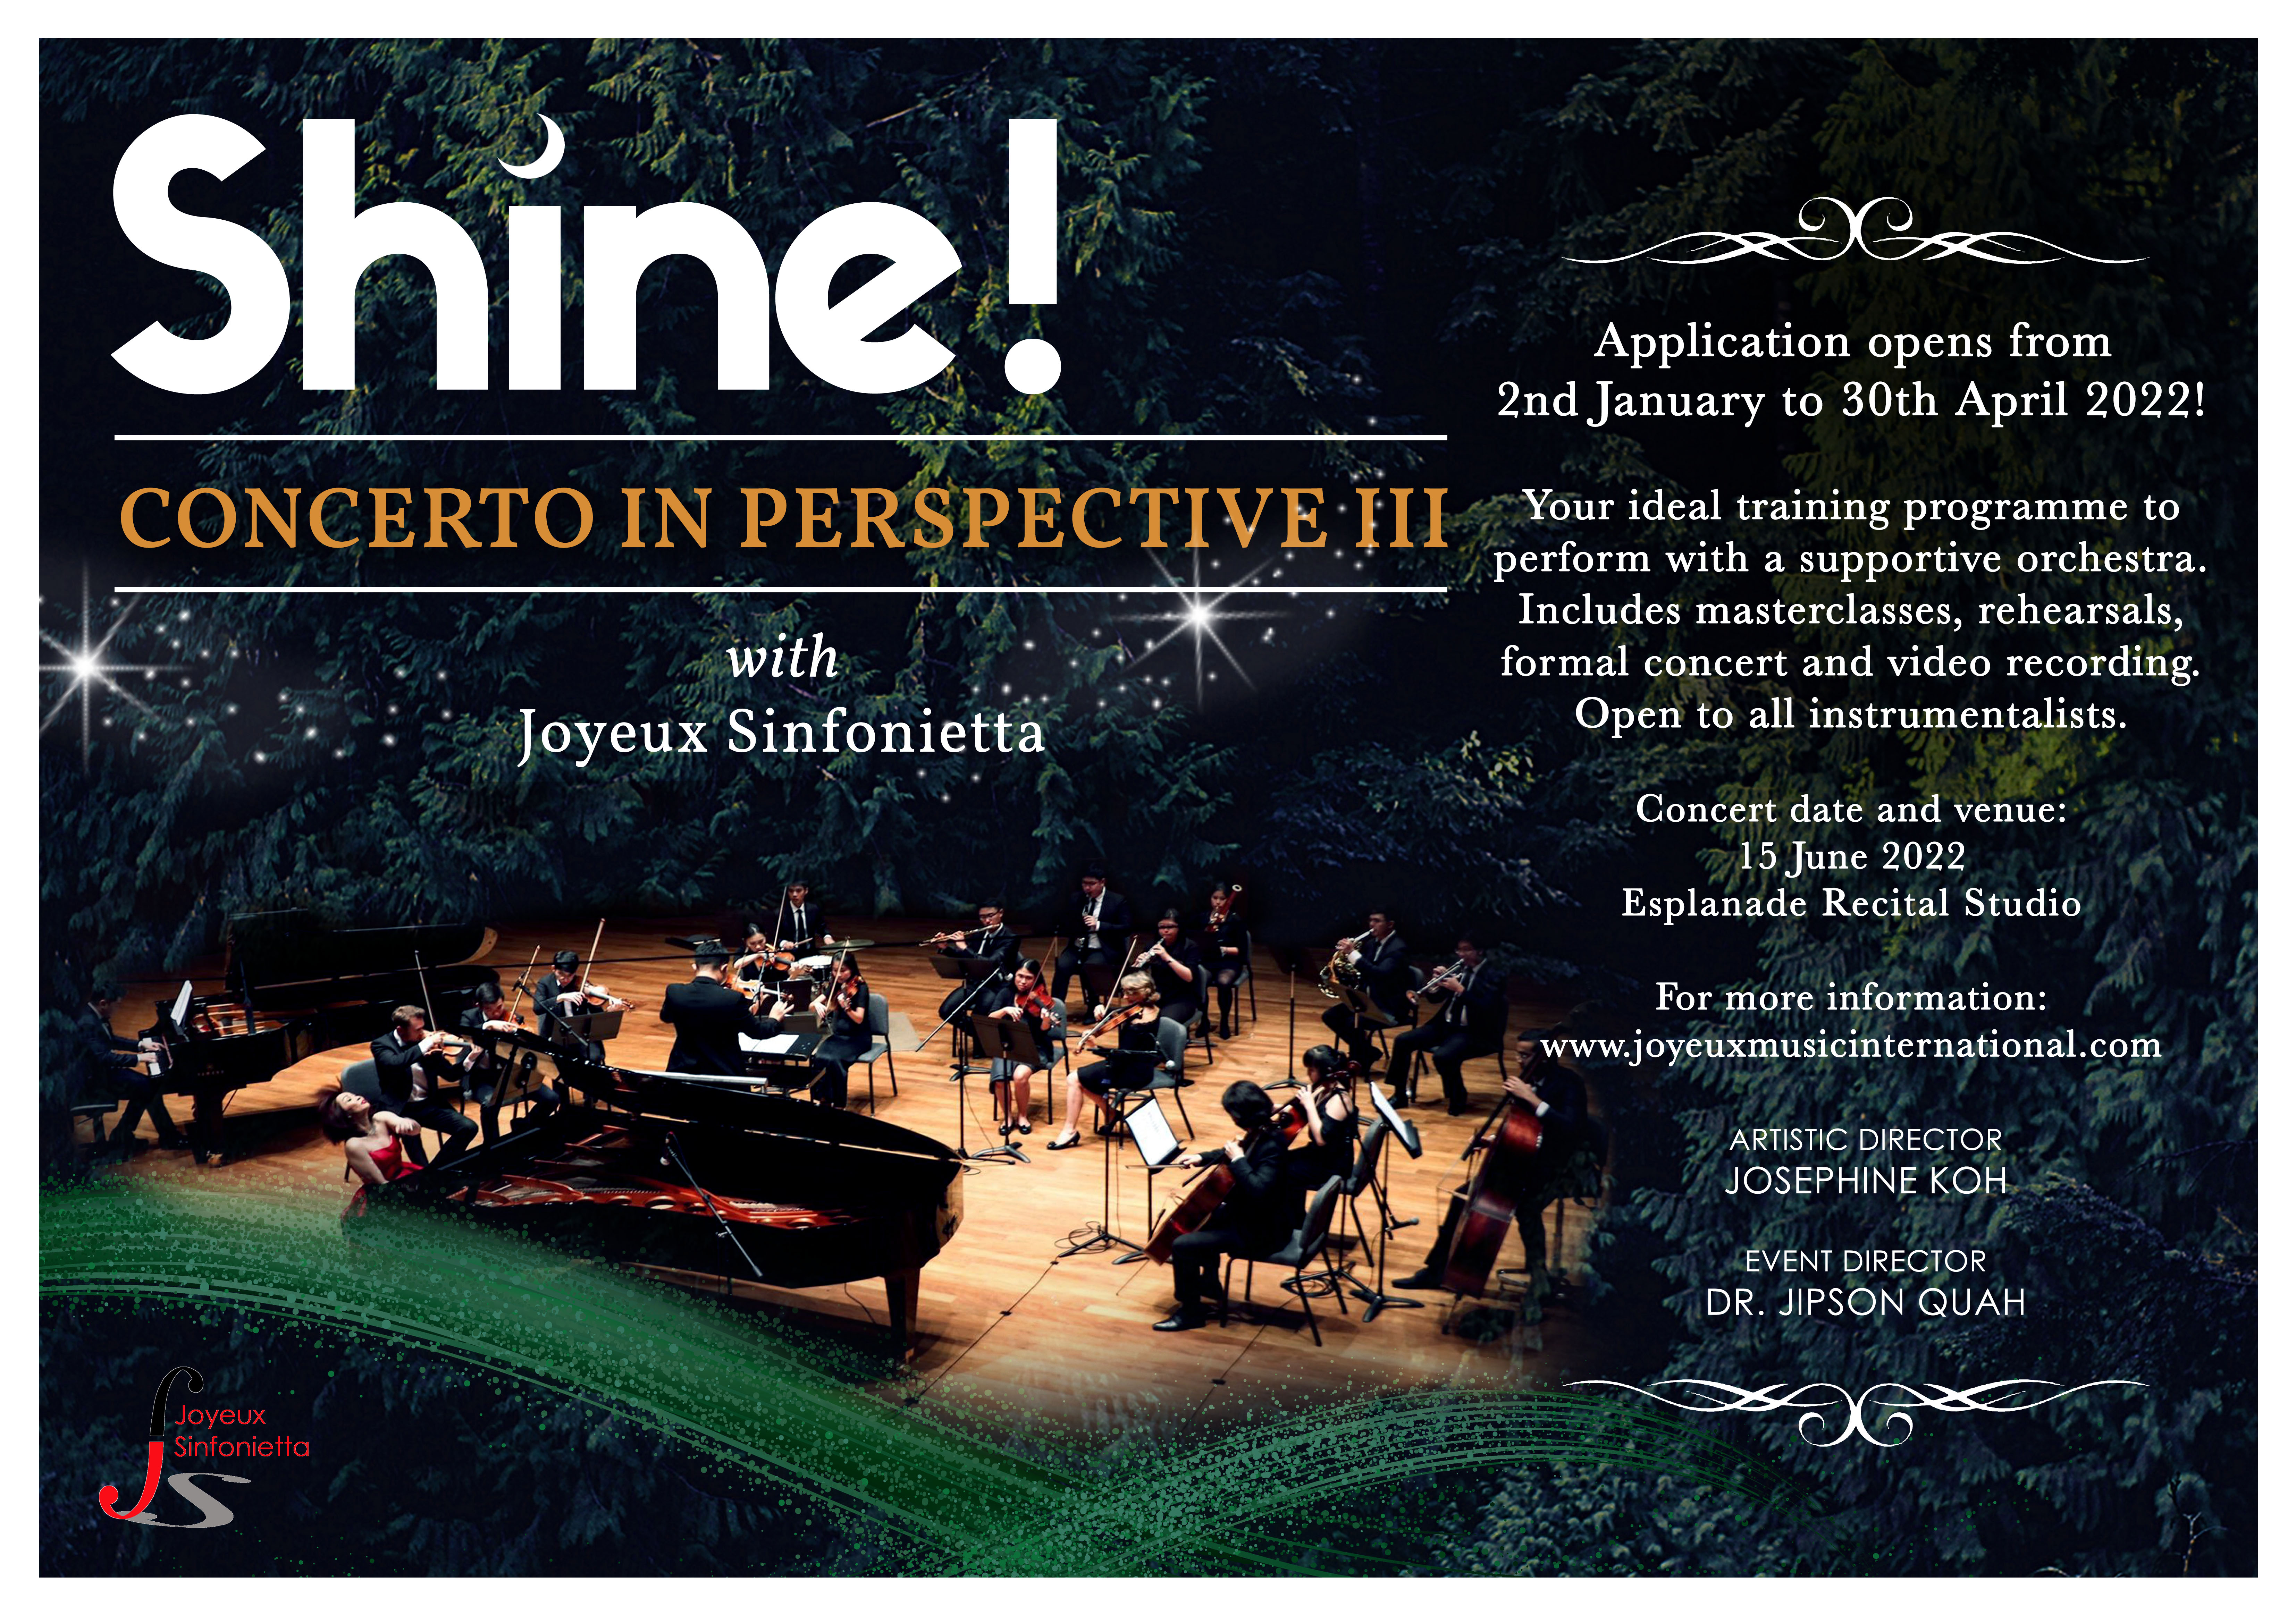 Shine!
CONCERTO IN PERSPECTIVE III
with
Joyeux Sinfonietta
Application opens from
2nd January to 30th April 2022!
Your ideal training programme to
perform with a supportive orchestra.
Includes masterclasses, rehearsals,
formal concert and video recording.
Open to all instrumentalists.
Concert date and venue:
15 June 2022
Esplanade Recital Studio
For more information:
www.joyeuxmusicinternational.com
ARTISTIC DIRECTOR
JOSEPHINE KOH
EVENT DIRECTOR
DR. JIPSON QUAH
Joyeux
Sinfonietta
JS